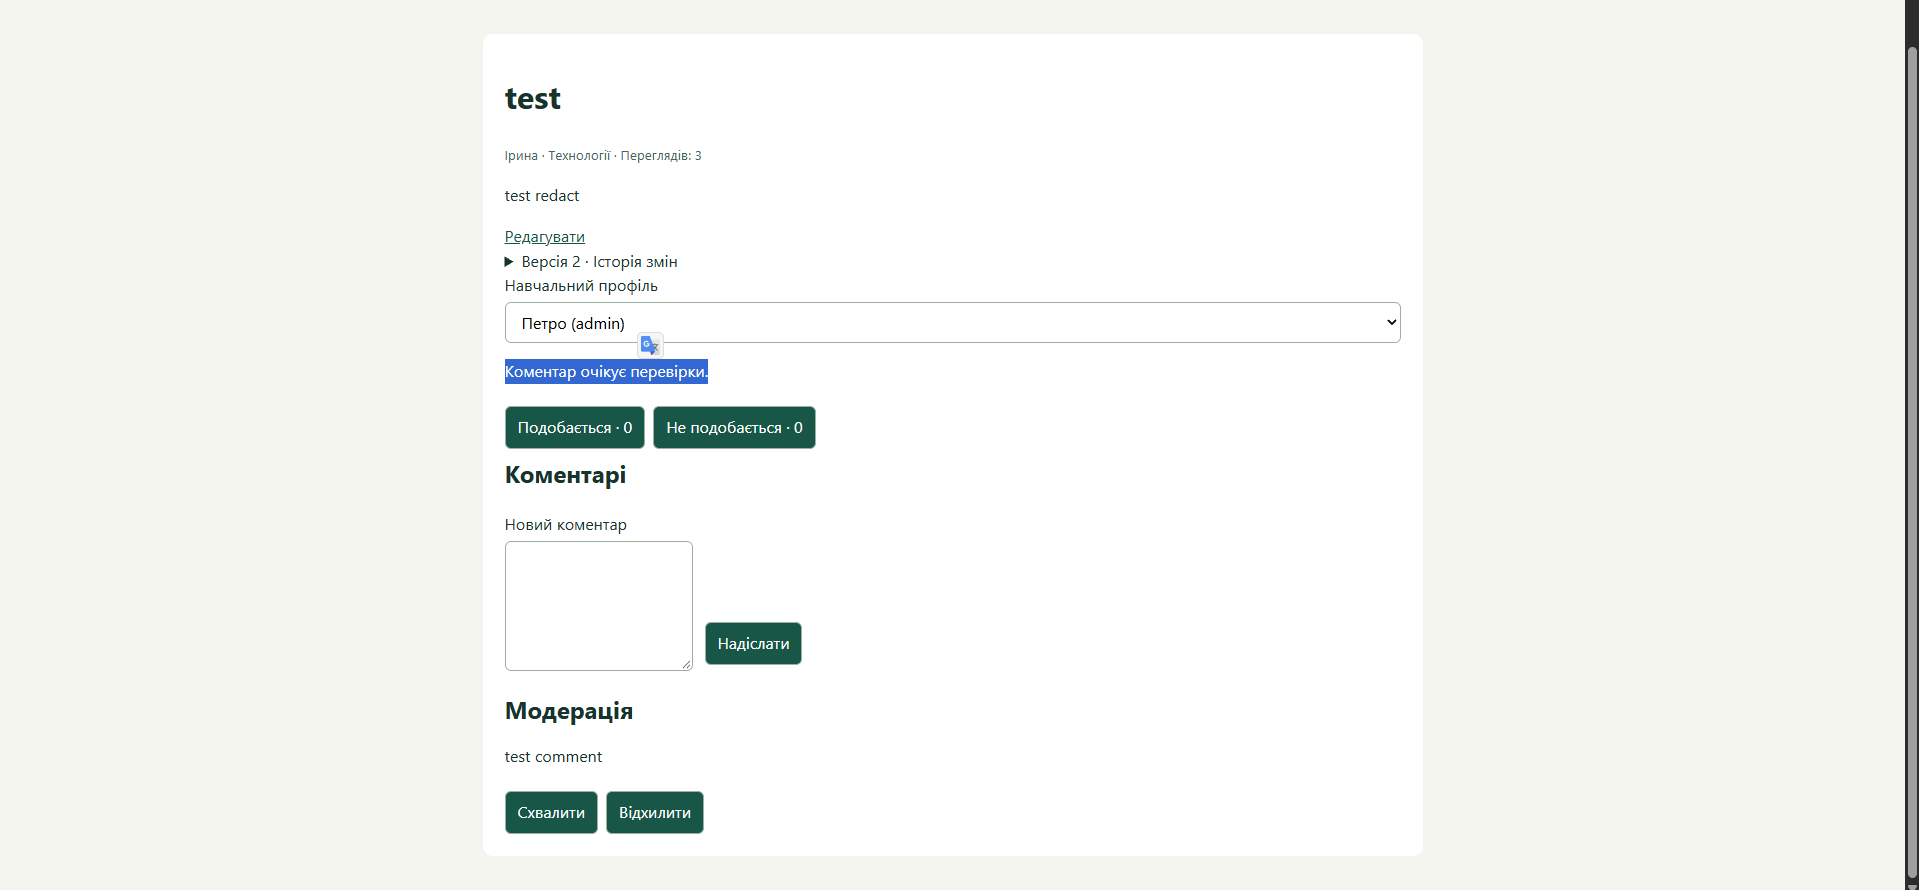 test
Ірина · Технології · Переглядів: 3
test redact
Редагувати
Версія 2 · Історія змін
Навчальний профіль
Петро (admin)
Коментар очікує перевірки.
Подобається · 0 Не подобається · 0
Коментарі
Новий коментар
Надіслати
Модерація
test comment
Схвалити Відхилити